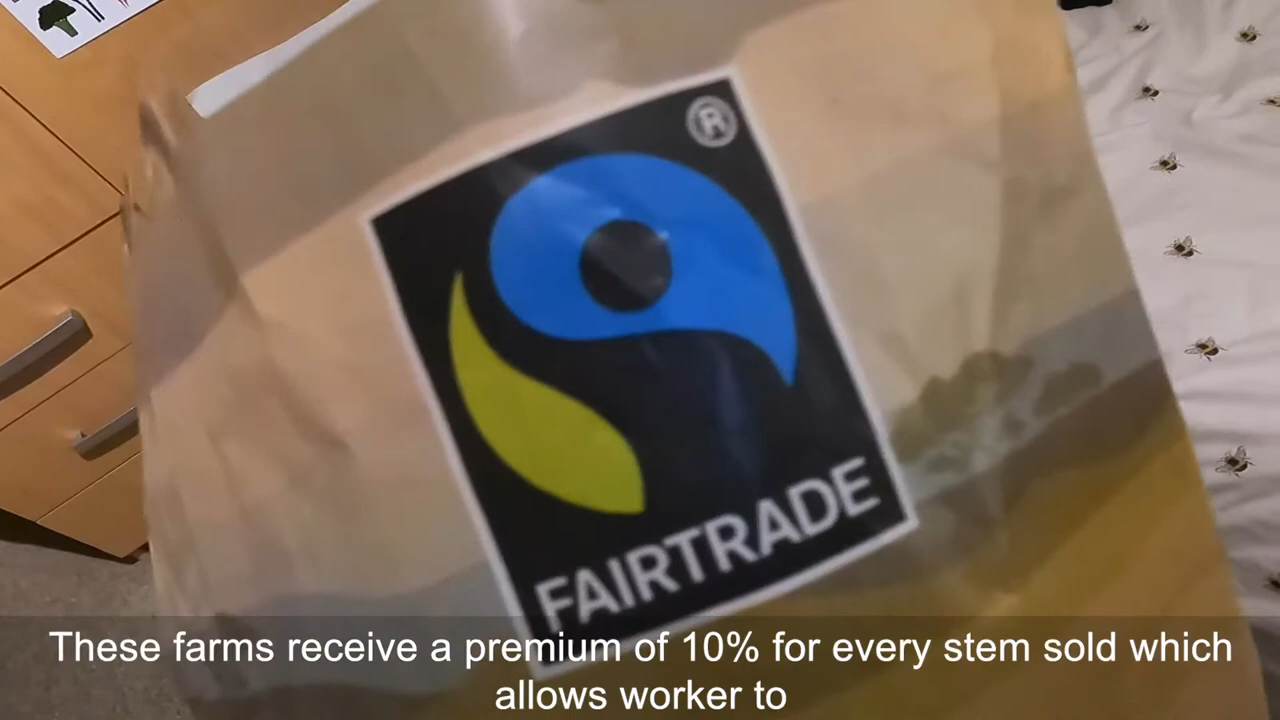 ®
FAIRTRADE
These farms receive a premium of 10% for every stem sold which
allows worker to